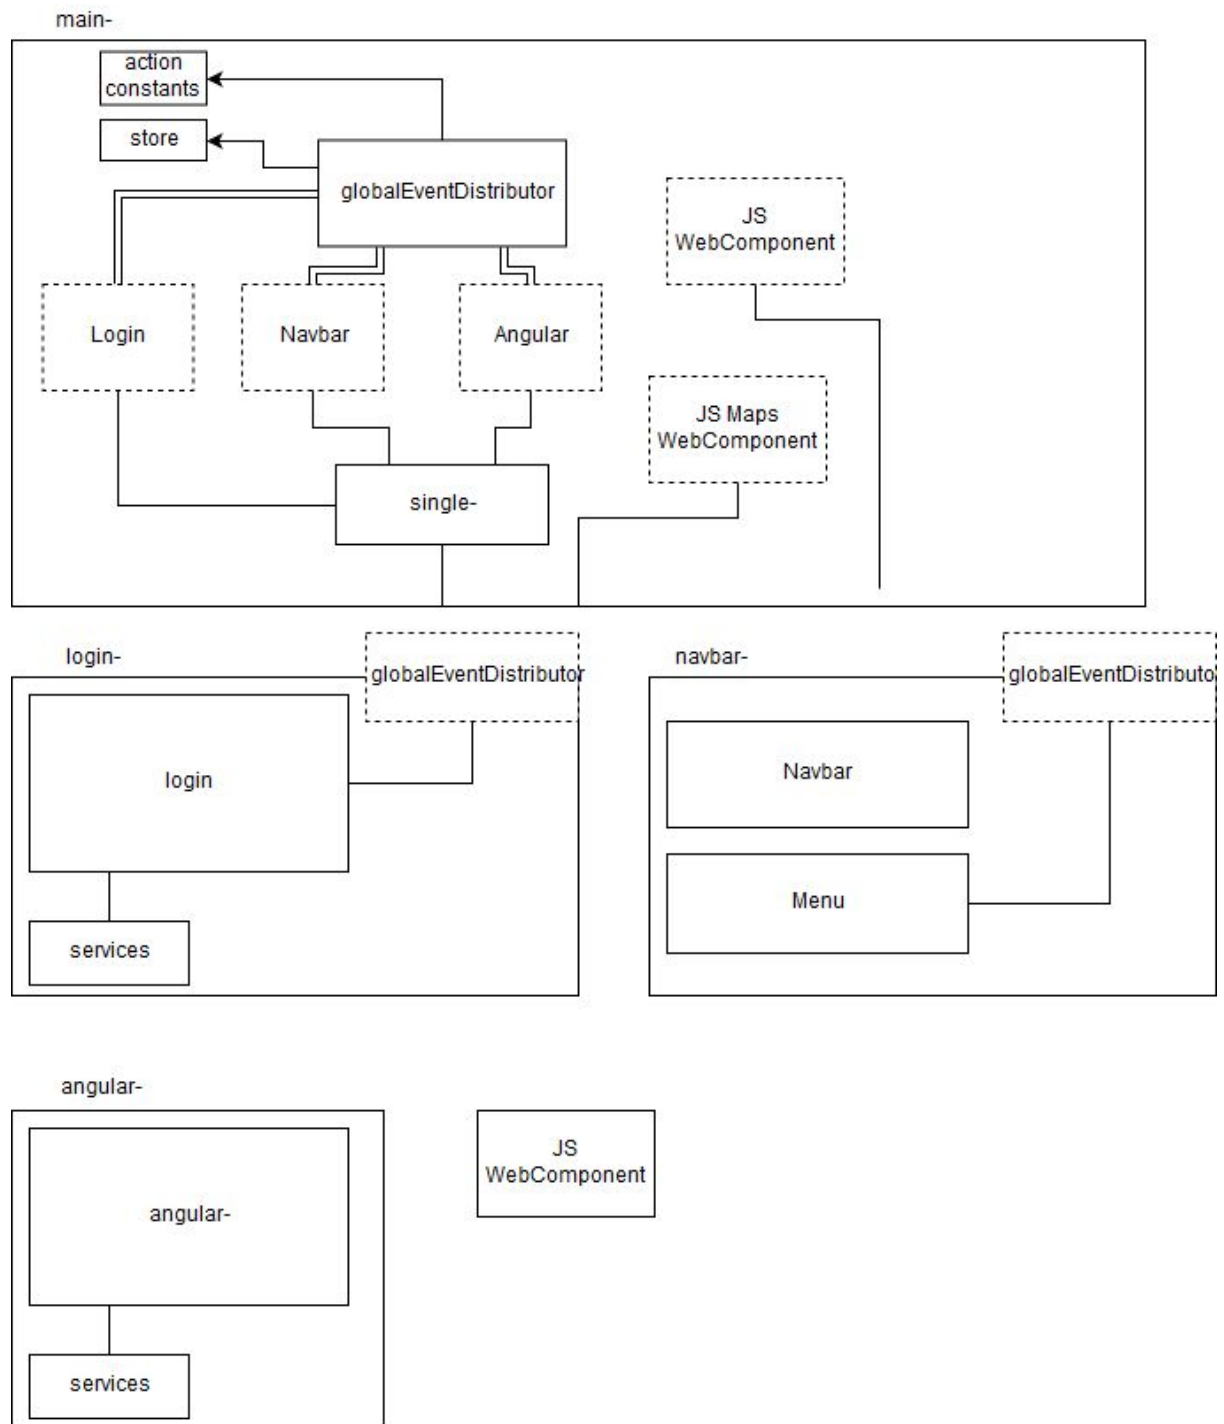 main-
action
constants
store
globalEventDistributor
JS
WebComponent
Login
Navbar
Angular
JS Maps
WebComponent
single-
login-
globalEventDistributor
navbar-
globalEventDistributo
login
Navbar
Menu
services
angular-
JS
WebComponent
angular-
services